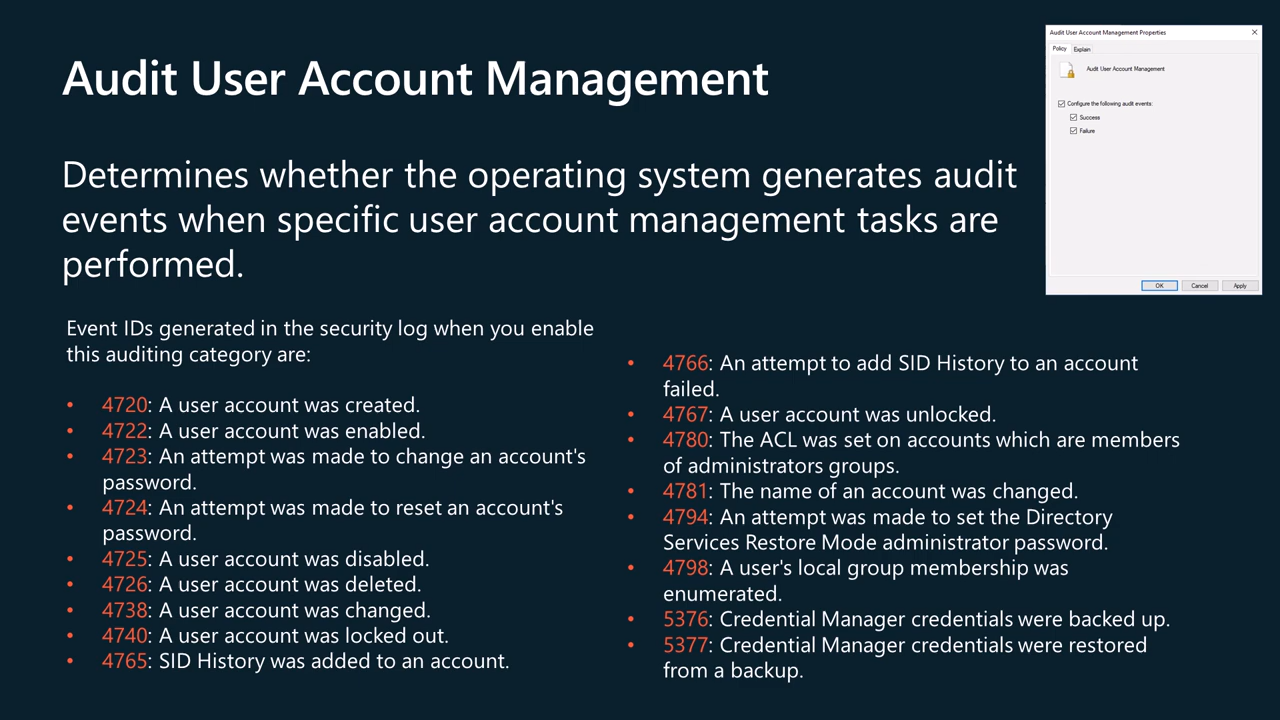 Audit User Account Management
Determines whether the operating system generates audit
events when specific user account management tasks are
performed.
Audit User Account Management Properties
Policy
Explain
Audit User Account Management
Configure the following audit events:
Success
Failure
OK
Cancel
Apply
Event IDs generated in the security log when you enable
this auditing category are:
• 4720: A user account was created.
• 4722: A user account was enabled.
• 4723: An attempt was made to change an account's
password.
• 4724: An attempt was made to reset an account's
password.
• 4725: A user account was disabled.
• 4726: A user account was deleted.
• 4738: A user account was changed.
• 4740: A user account was locked out.
• 4765: SID History was added to an account.
• 4766: An attempt to add SID History to an account
failed.
• 4767: A user account was unlocked.
• 4780: The ACL was set on accounts which are members
of administrators groups.
• 4781: The name of an account was changed.
• 4794: An attempt was made to set the Directory
Services Restore Mode administrator password.
• 4798: A user's local group membership was
enumerated.
• 5376: Credential Manager credentials were backed up.
• 5377: Credential Manager credentials were restored
from a backup.